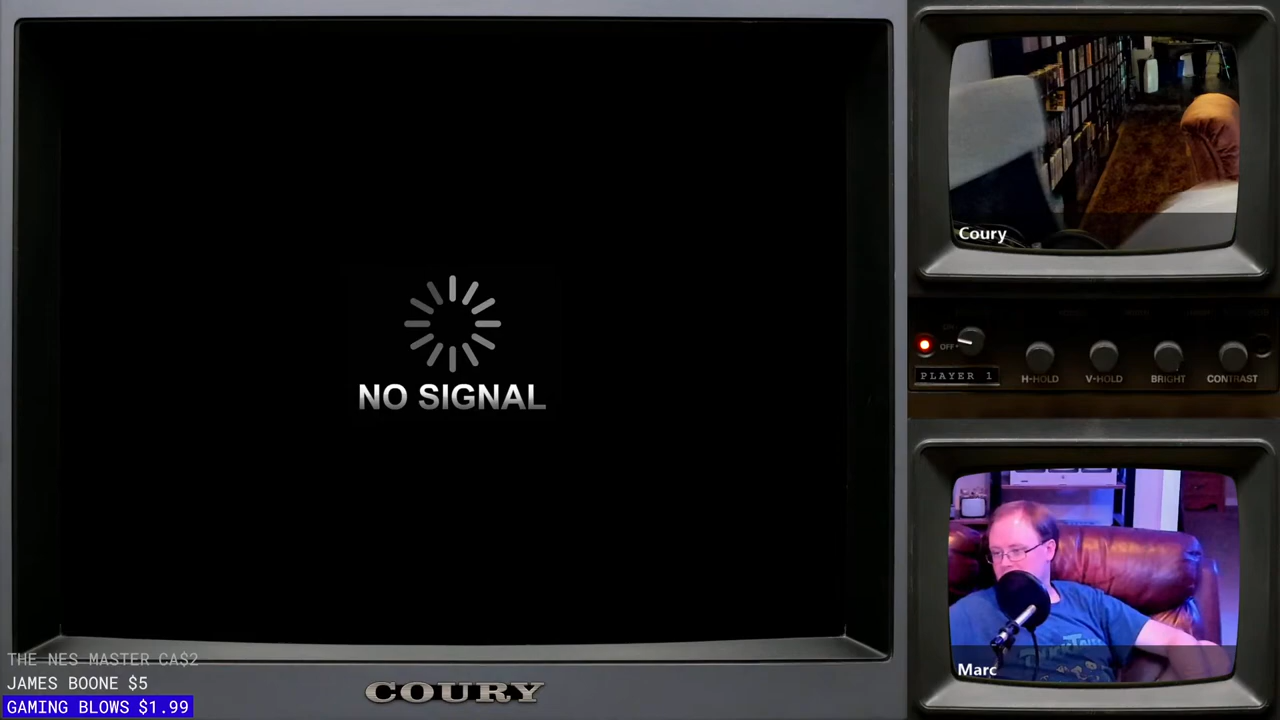 NO SIGNAL
COURY
THE NES MASTER CA$2
JAMES BOONE $5
GAMING BLOWS $1.99
Coury
OFF
PLAYER 1
H-HOLD V-HOLD BRIGHT CONTRAST
Marc